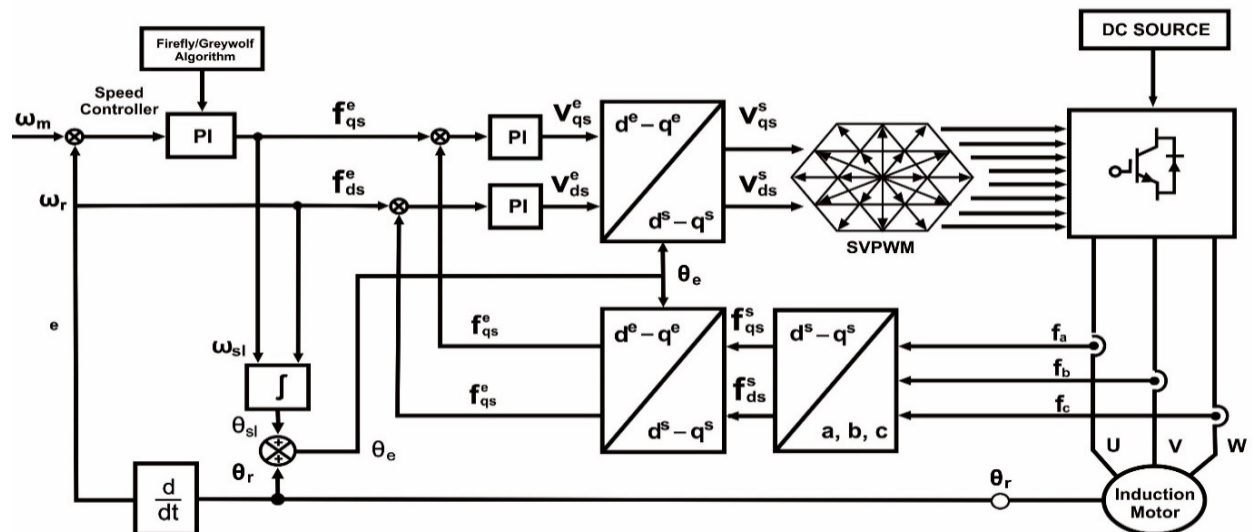 DC SOURCE
Firefly/Greywolf
Algorithm
Speed
Controller
ωm
PI
f^e_qs
PI
V^e_qs
d^e – q^e
d^s – q^s
V^s_qs
V^s_ds
SVPWM
ωr
f^e_ds
PI
V^e_ds
θe
e
ωsl
∫
θsl
θe
θr
f^e_qs
f^e_qs
d^e – q^e
d^s – q^s
f^s_qs
f^s_ds
d^s – q^s
a, b, c
fa
fb
fc
U V W
d
dt
θr
Induction
Motor